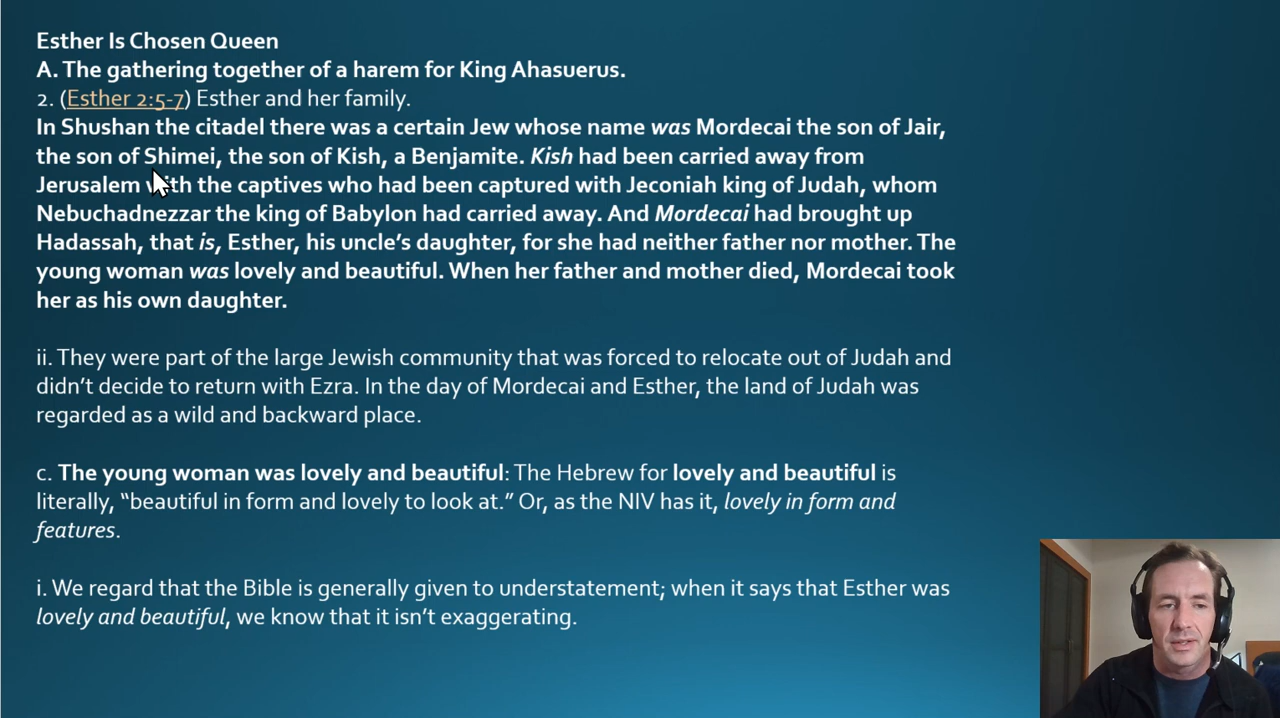 Esther Is Chosen Queen
A. The gathering together of a harem for King Ahasuerus.
2. (Esther 2:5-7) Esther and her family.
In Shushan the citadel there was a certain Jew whose name was Mordecai the son of Jair,
the son of Shimei, the son of Kish, a Benjamite. Kish had been carried away from
Jerusalem with the captives who had been captured with Jeconiah king of Judah, whom
Nebuchadnezzar the king of Babylon had carried away. And Mordecai had brought up
Hadassah, that is, Esther, his uncle's daughter, for she had neither father nor mother. The
young woman was lovely and beautiful. When her father and mother died, Mordecai took
her as his own daughter.
ii. They were part of the large Jewish community that was forced to relocate out of Judah and
didn't decide to return with Ezra. In the day of Mordecai and Esther, the land of Judah was
regarded as a wild and backward place.
c. The young woman was lovely and beautiful: The Hebrew for lovely and beautiful is
literally, “beautiful in form and lovely to look at.” Or, as the NIV has it, lovely in form and
features.
i. We regard that the Bible is generally given to understatement; when it says that Esther was
lovely and beautiful, we know that it isn't exaggerating.